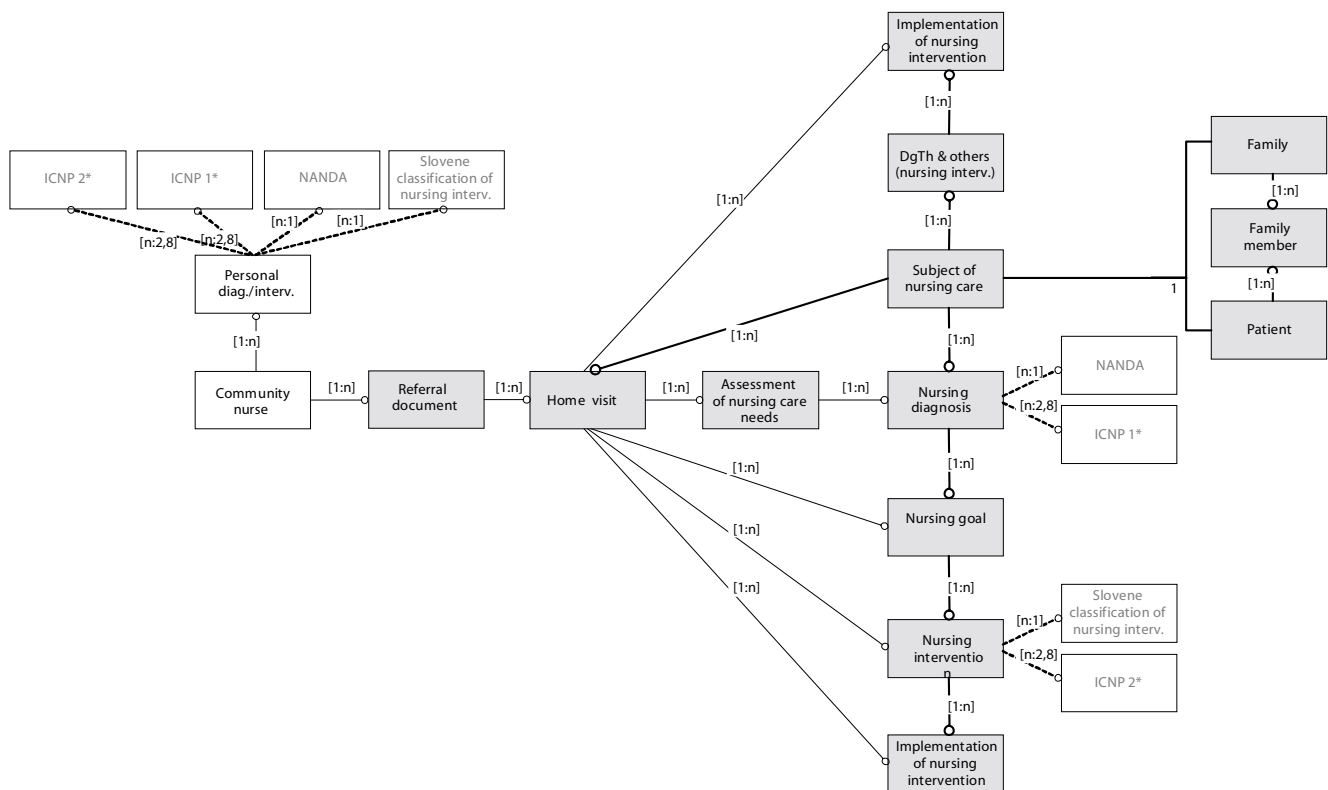 Implementation
of nursing
intervention
[1:n]
DgTh & others
(nursing interv.)
[1:n]
[1:n]
Family
[1:n]
Family
member
[1:n]
Patient
ICNP 2*
ICNP 1*
NANDA
Slovene
classification of
nursing interv.
[n:2,8]
[n:2,8]
[n:1]
[n:1]
Personal
diag./interv.
[1:n]
Subject of
nursing care
1
[1:n]
[1:n]
Community
nurse
[1:n]
Referral
document
[1:n]
Home visit
[1:n]
Assessment
of nursing care
needs
[1:n]
Nursing
diagnosis
[n:1]
NANDA
[n:2,8]
ICNP 1*
[1:n]
[1:n]
Nursing goal
[1:n]
[1:n]
Nursing
interventio
n
[n:1]
Slovene
classification of
nursing interv.
[n:2,8]
ICNP 2*
[1:n]
[1:n]
Implementation
of nursing
intervention